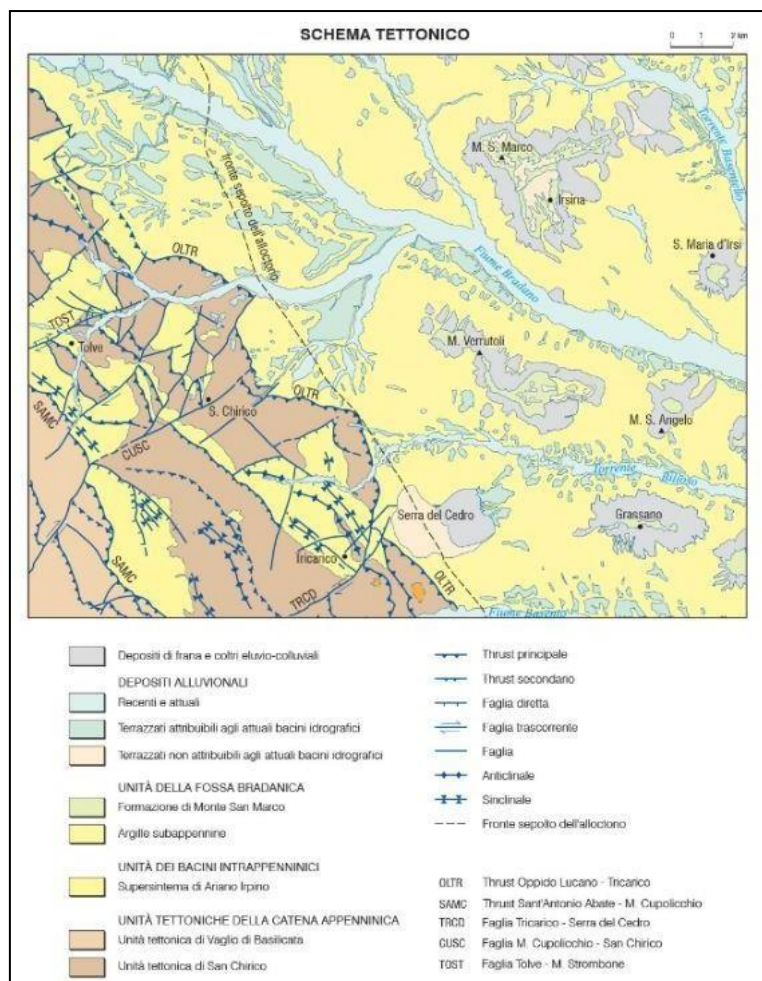 SCHEMA TETTONICO
0 1 2 km
Torrente Basentello
M. S. Marco
Irsina
fronte sepolto dell'alloctono
OLTR
S. Maria d'Irsi
Fiume Bradano
TOST
Tolve
M. Verrutoli
OLTR
S. Chirico
SAMC
M. S. Angelo
CUSC
Torrente Bilioso
Serra del Cedro
Grassano
Tricarico
SAMC
OLTR
TRCD
Fiume Basento
Depositi di frana e coltri eluvio-colluviali
DEPOSITI ALLUVIONALI
Recenti e attuali
Terrazzati attribuibili agli attuali bacini idrografici
Terrazzati non attribuibili agli attuali bacini idrografici
UNITÀ DELLA FOSSA BRADANICA
Formazione di Monte San Marco
Argille subappennine
UNITÀ DEI BACINI INTRAPPENNINICI
Supersintema di Ariano Irpino
UNITÀ TETTONICHE DELLA CATENA APPENNINICA
Unità tettonica di Vaglio di Basilicata
Unità tettonica di San Chirico
Thrust principale
Thrust secondario
Faglia diretta
Faglia trascorrente
Faglia
Anticlinale
Sinclinale
Fronte sepolto dell'alloctono
OLTR Thrust Oppido Lucano - Tricarico
SAMC Thrust Sant'Antonio Abate - M. Cupolicchio
TRCD Faglia Tricarico - Serra del Cedro
CUSC Faglia M. Cupolicchio - San Chirico
TOST Faglia Tolve - M. Strombone